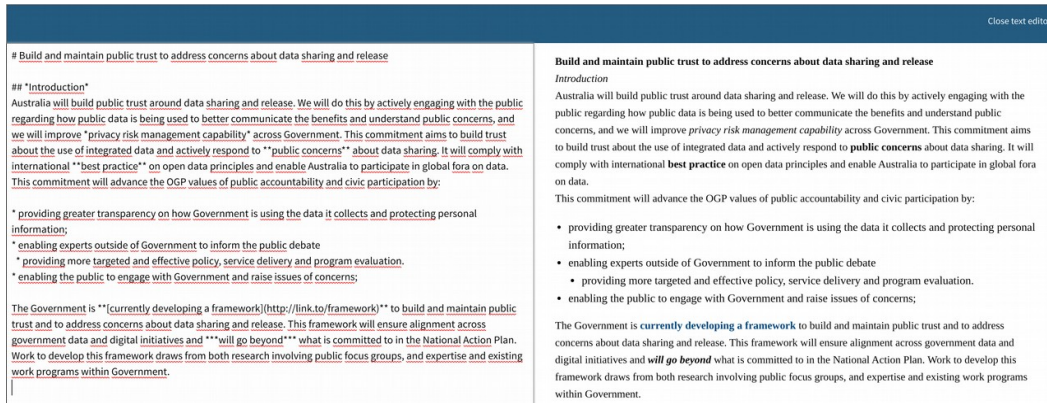 Close text edito
# Build and maintain public trust to address concerns about data sharing and release
## *Introduction*
Australia will build public trust around data sharing and release. We will do this by actively engaging with the public
regarding how public data is being used to better communicate the benefits and understand public concerns, and
we will improve *privacy risk management capability* across Government. This commitment aims to build trust
about the use of integrated data and actively respond to **public concerns** about data sharing. It will comply with
international **best practice** on open data principles and enable Australia to participate in global fora on data.
This commitment will advance the OGP values of public accountability and civic participation by:
* providing greater transparency on how Government is using the data it collects and protecting personal
information;
* enabling experts outside of Government to inform the public debate
* providing more targeted and effective policy, service delivery and program evaluation.
* enabling the public to engage with Government and raise issues of concerns;
The Government is **[currently developing a framework](http://link.to/framework)** to build and maintain public
trust and to address concerns about data sharing and release. This framework will ensure alignment across
government data and digital initiatives and ***will go beyond*** what is committed to in the National Action Plan.
Work to develop this framework draws from both research involving public focus groups, and expertise and existing
work programs within Government.
Build and maintain public trust to address concerns about data sharing and release
Introduction
Australia will build public trust around data sharing and release. We will do this by actively engaging with the
public regarding how public data is being used to better communicate the benefits and understand public
concerns, and we will improve privacy risk management capability across Government. This commitment aims
to build trust about the use of integrated data and actively respond to public concerns about data sharing. It will
comply with international best practice on open data principles and enable Australia to participate in global fora
on data.
This commitment will advance the OGP values of public accountability and civic participation by:
• providing greater transparency on how Government is using the data it collects and protecting personal
information;
• enabling experts outside of Government to inform the public debate
• providing more targeted and effective policy, service delivery and program evaluation.
• enabling the public to engage with Government and raise issues of concerns;
The Government is currently developing a framework to build and maintain public trust and to address
concerns about data sharing and release. This framework will ensure alignment across government data and
digital initiatives and will go beyond what is committed to in the National Action Plan. Work to develop this
framework draws from both research involving public focus groups, and expertise and existing work programs
within Government.